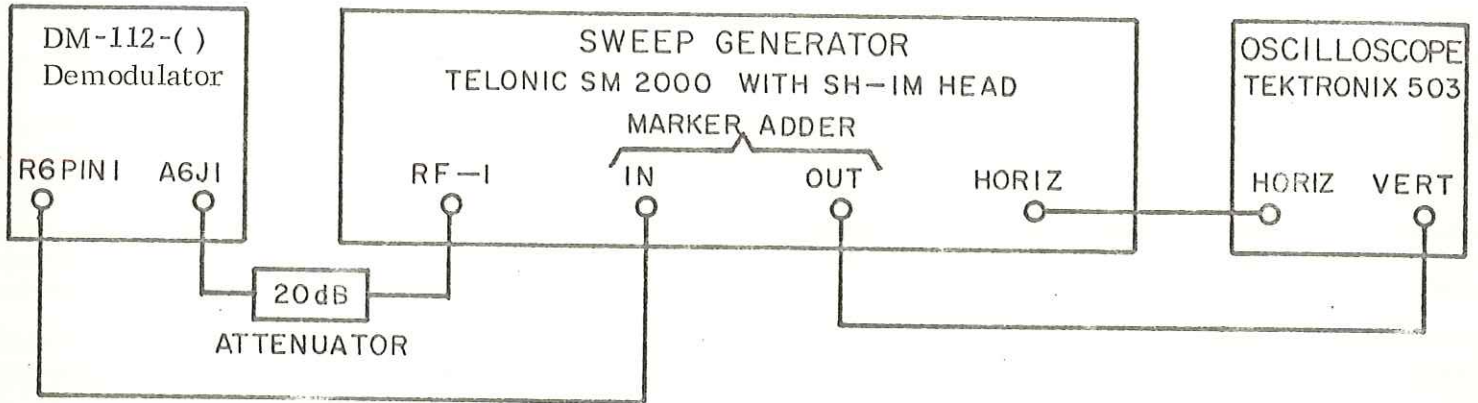 DM-112-( )
Demodulator
R6PIN1 A6J1
SWEEP GENERATOR
TELONIC SM 2000 WITH SH-1M HEAD
MARKER ADDER
RF-1 IN OUT HORIZ
OSCILLOSCOPE
TEKTRONIX 503
HORIZ VERT
20dB
ATTENUATOR